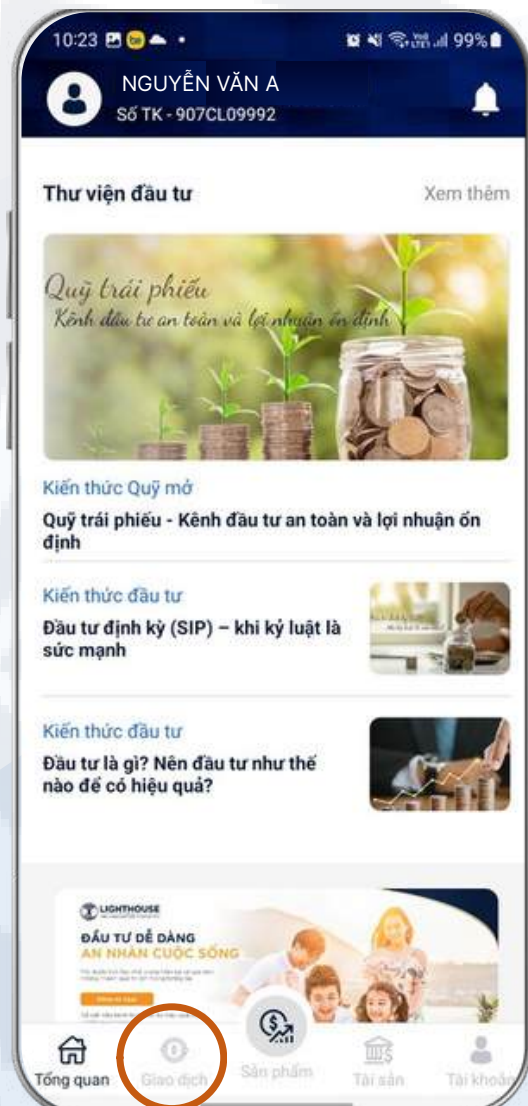 10:23
99%
NGUYỄN VĂN A
Số TK - 907CL09992
Thư viện đầu tư
Xem thêm
Quỹ trái phiếu
Kênh đầu tư an toàn và lợi nhuận ổn định
Kiến thức Quỹ mở
Quỹ trái phiếu - Kênh đầu tư an toàn và lợi nhuận ổn
định
Kiến thức đầu tư
Đầu tư định kỳ (SIP) – khi kỷ luật là
sức mạnh
Kiến thức đầu tư
Đầu tư là gì? Nên đầu tư như thế
nào để có hiệu quả?
LIGHTHOUSE
ĐẦU TƯ DỄ DÀNG
AN NHÀN CUỘC SỐNG
Tổng quan
Giao dịch
Sản phẩm
Tài sản
Tài khoản